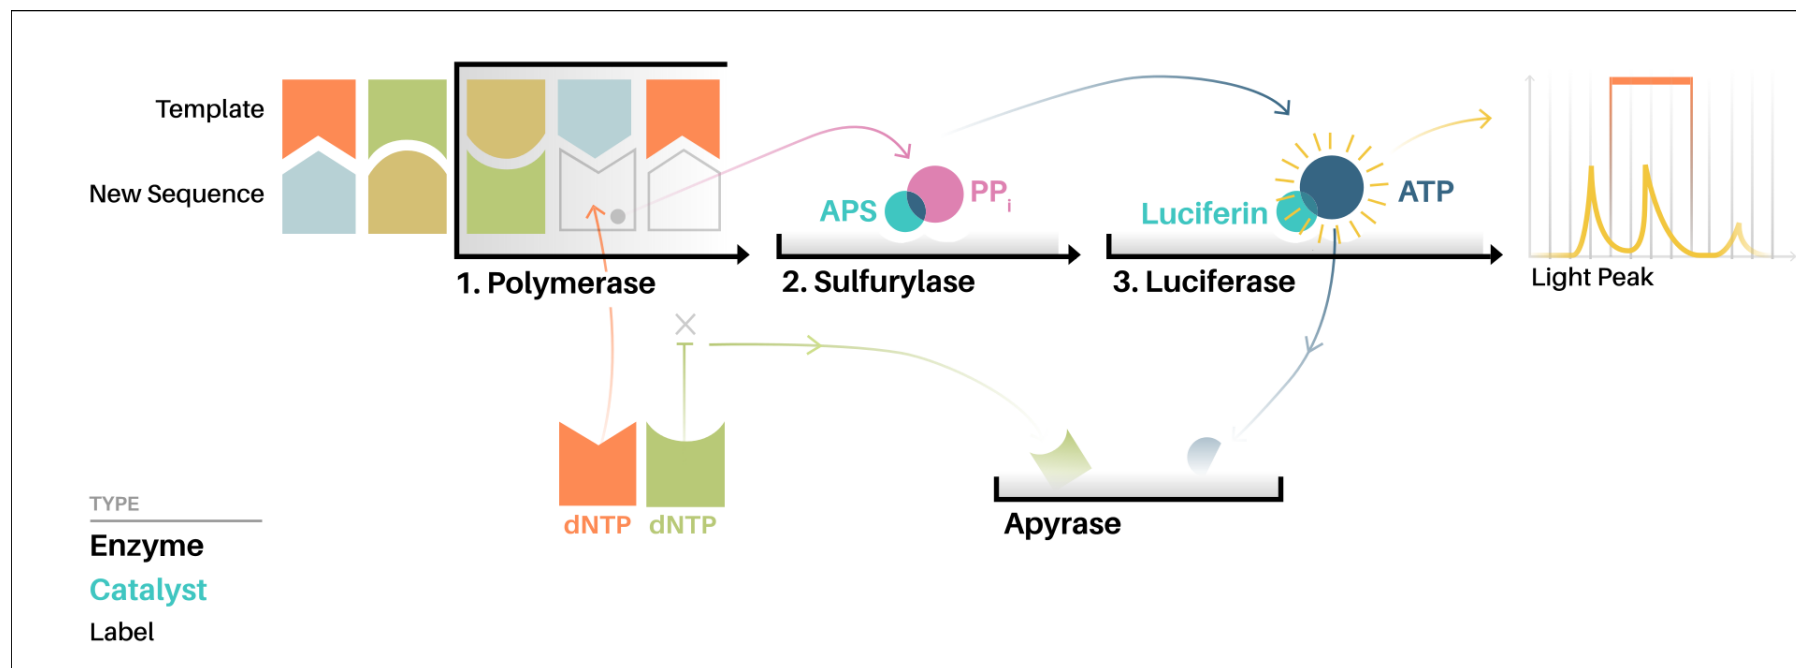 Template
New Sequence
1. Polymerase
APS
PPi
2. Sulfurylase
Luciferin
ATP
3. Luciferase
Light Peak
dNTP
dNTP
Apyrase
TYPE
Enzyme
Catalyst
Label